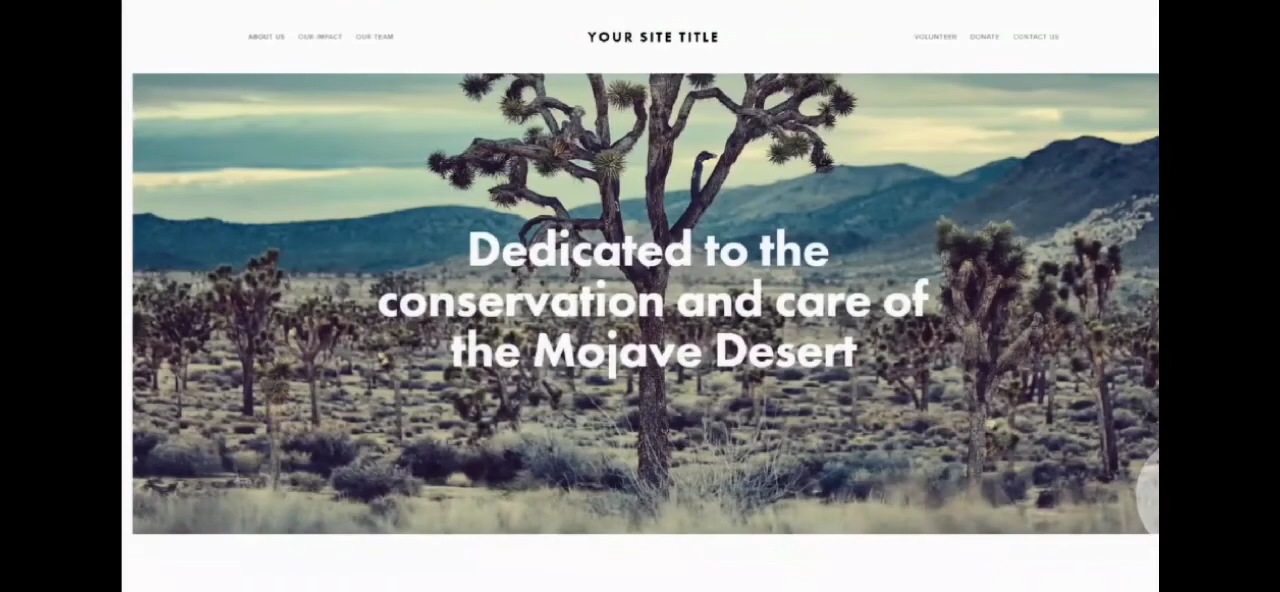 ABOUT US OUR IMPACT OUR TEAM YOUR SITE TITLE VOLUNTEER DONATE CONTACT US
Dedicated to the
conservation and care of
the Mojave Desert